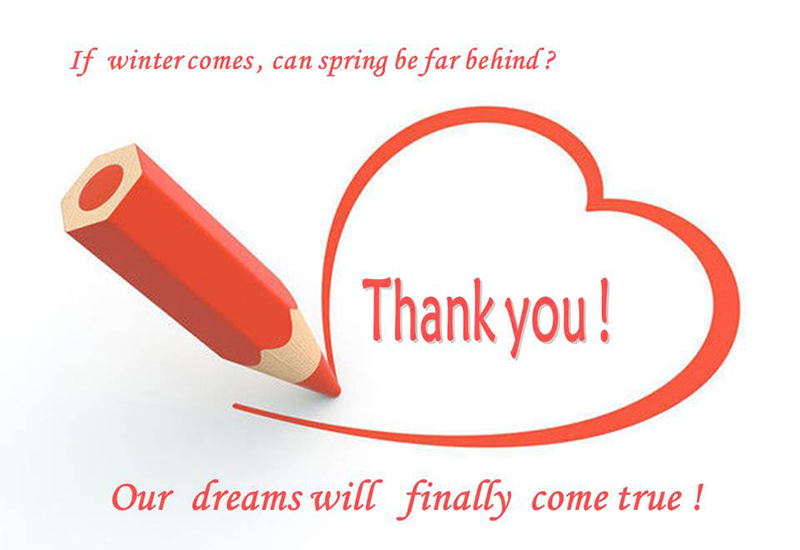 If winter comes, can spring be far behind?
Thank you!
Our dreams will finally come true!